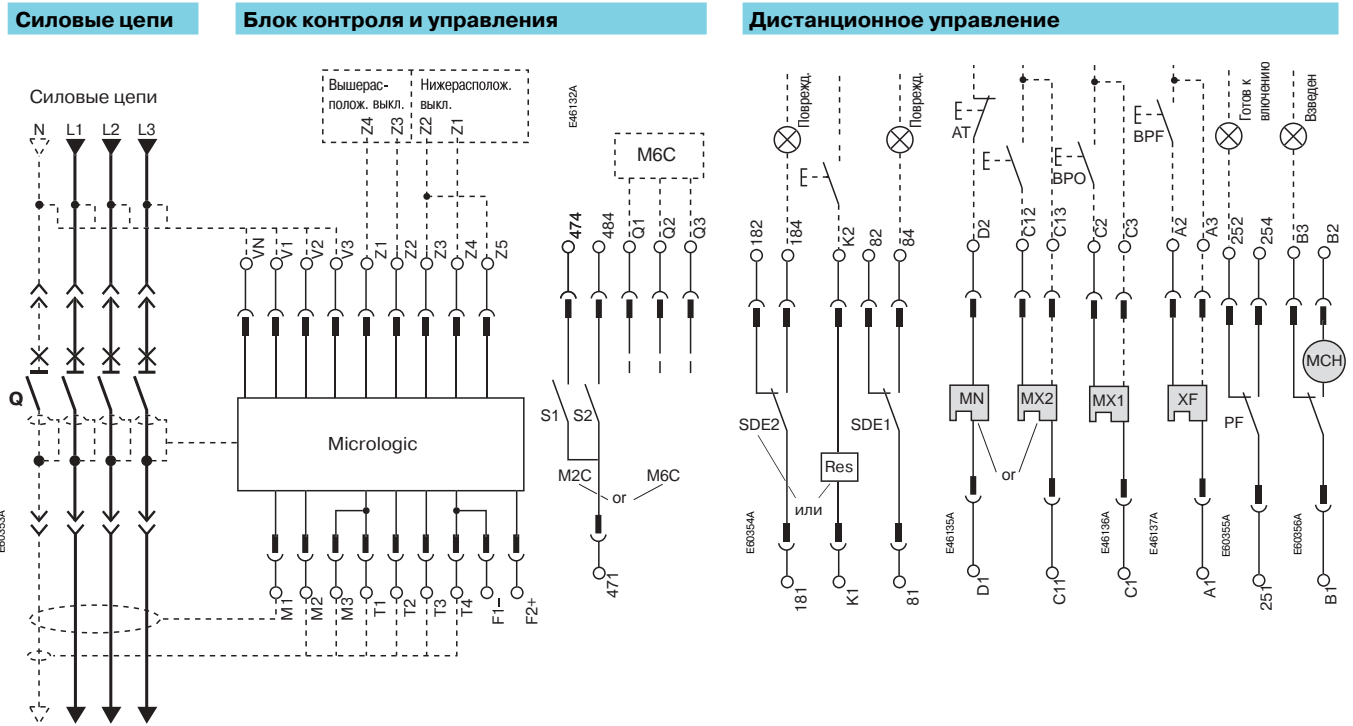 Силовые цепи
Блок контроля и управления
Дистанционное управление
Силовые цепи
N
L1
L2
L3
Q
E60353A
Вышерас-
полож. выкл.
Нижерасполож.
выкл.
Z4
Z3
Z2
Z1
E46132A
M6C
VN
V1
V2
V3
Z1
Z2
Z3
Z4
Z5
474
484
Q1
Q2
Q3
Micrologic
S1
S2
M2C
or
M6C
471
M1
M2
M3
T1
T2
T3
T4
F1–
F2+
Поврежд.
182
184
K2
Поврежд.
82
84
SDE2
Res
SDE1
или
E60354A
181
K1
81
AT
D2
C12
C13
BPO
C2
C3
BPF
A2
A3
Готов к
включению
252
254
Взведен
B3
B2
MCH
MN
MX2
MX1
XF
PF
or
E46135A
E46136A
E46137A
E60355A
E60356A
D1
C11
C1
A1
251
B1